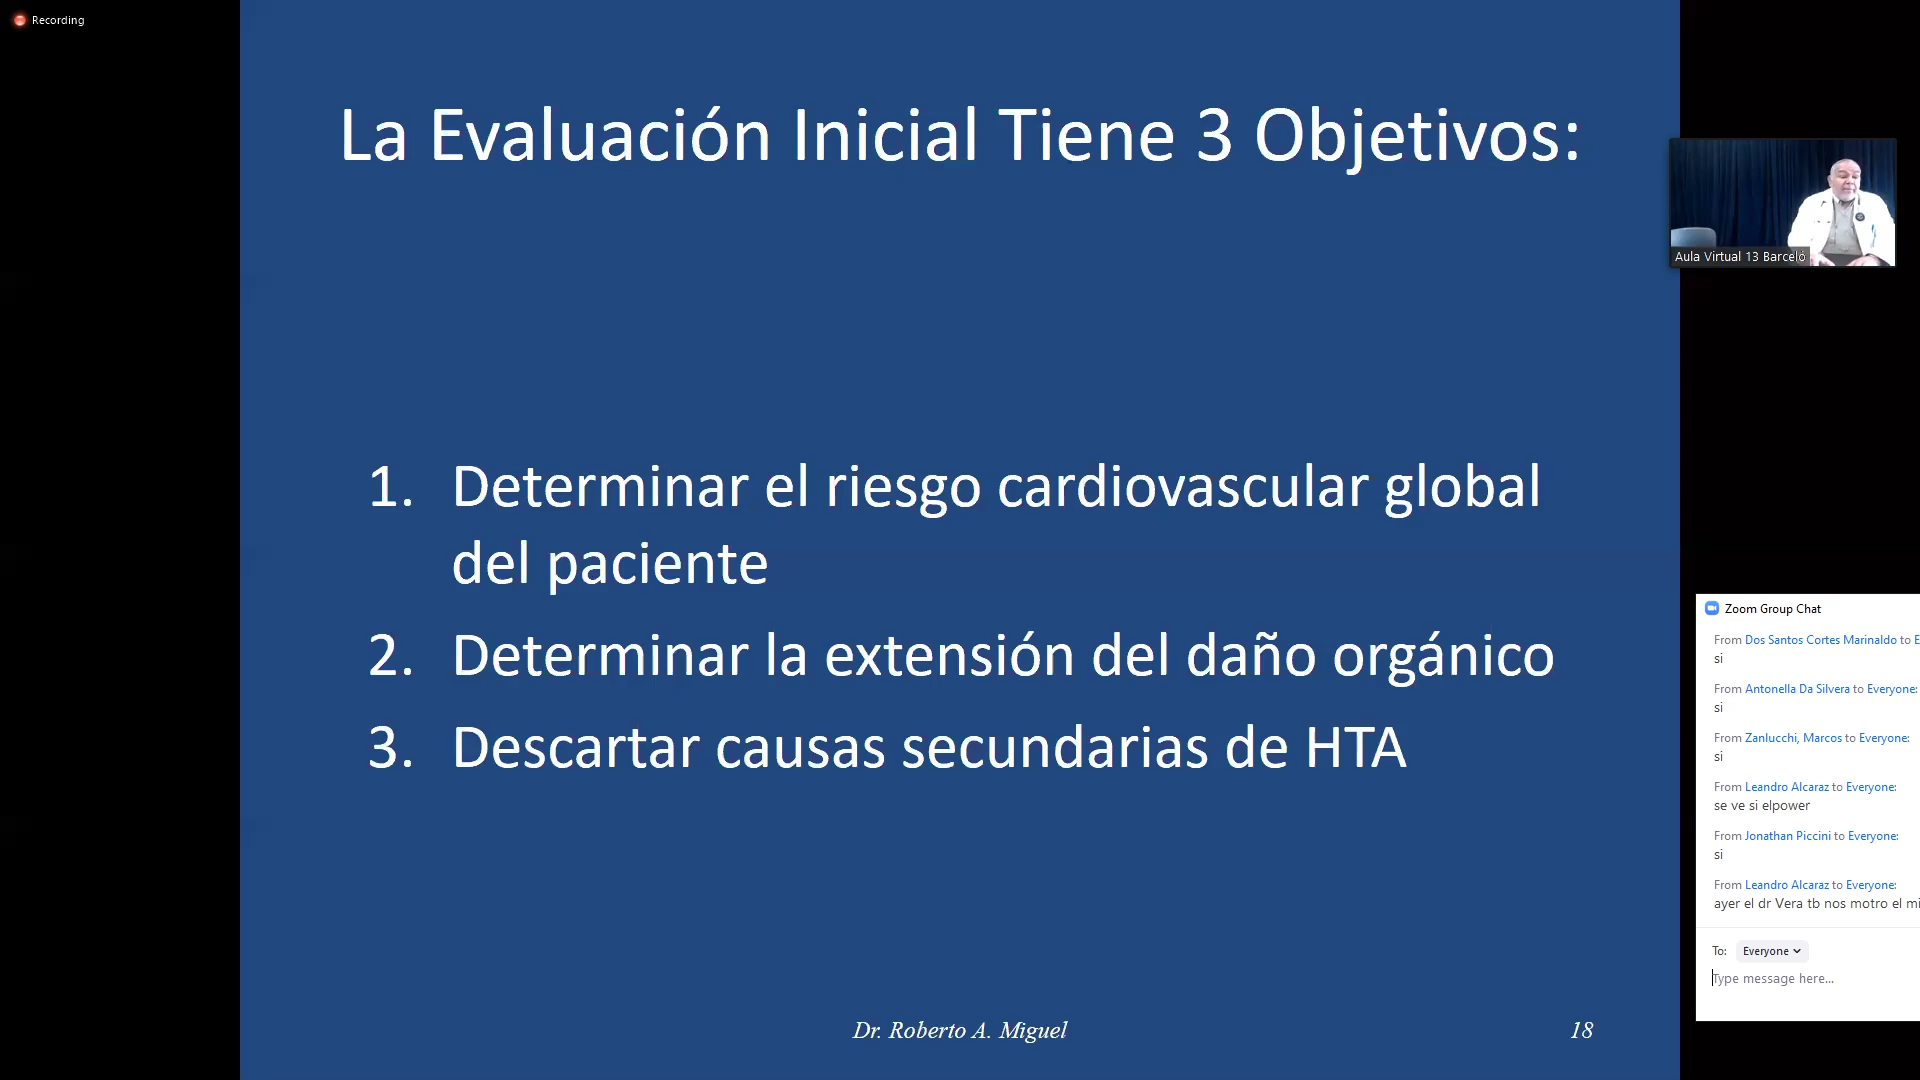 Recording
La Evaluación Inicial Tiene 3 Objetivos:
1. Determinar el riesgo cardiovascular global
del paciente
2. Determinar la extensión del daño orgánico
3. Descartar causas secundarias de HTA
Dr. Roberto A. Miguel
18
Aula Virtual 13 Barceló
Zoom Group Chat
From Dos Santos Cortes Marinaldo to E
si
From Antonella Da Silvera to Everyone:
si
From Zanlucchi, Marcos to Everyone:
si
From Leandro Alcaraz to Everyone:
se ve si elpower
From Jonathan Piccini to Everyone:
si
From Leandro Alcaraz to Everyone:
ayer el dr Vera tb nos motro el mi
To: Everyone
Type message here...